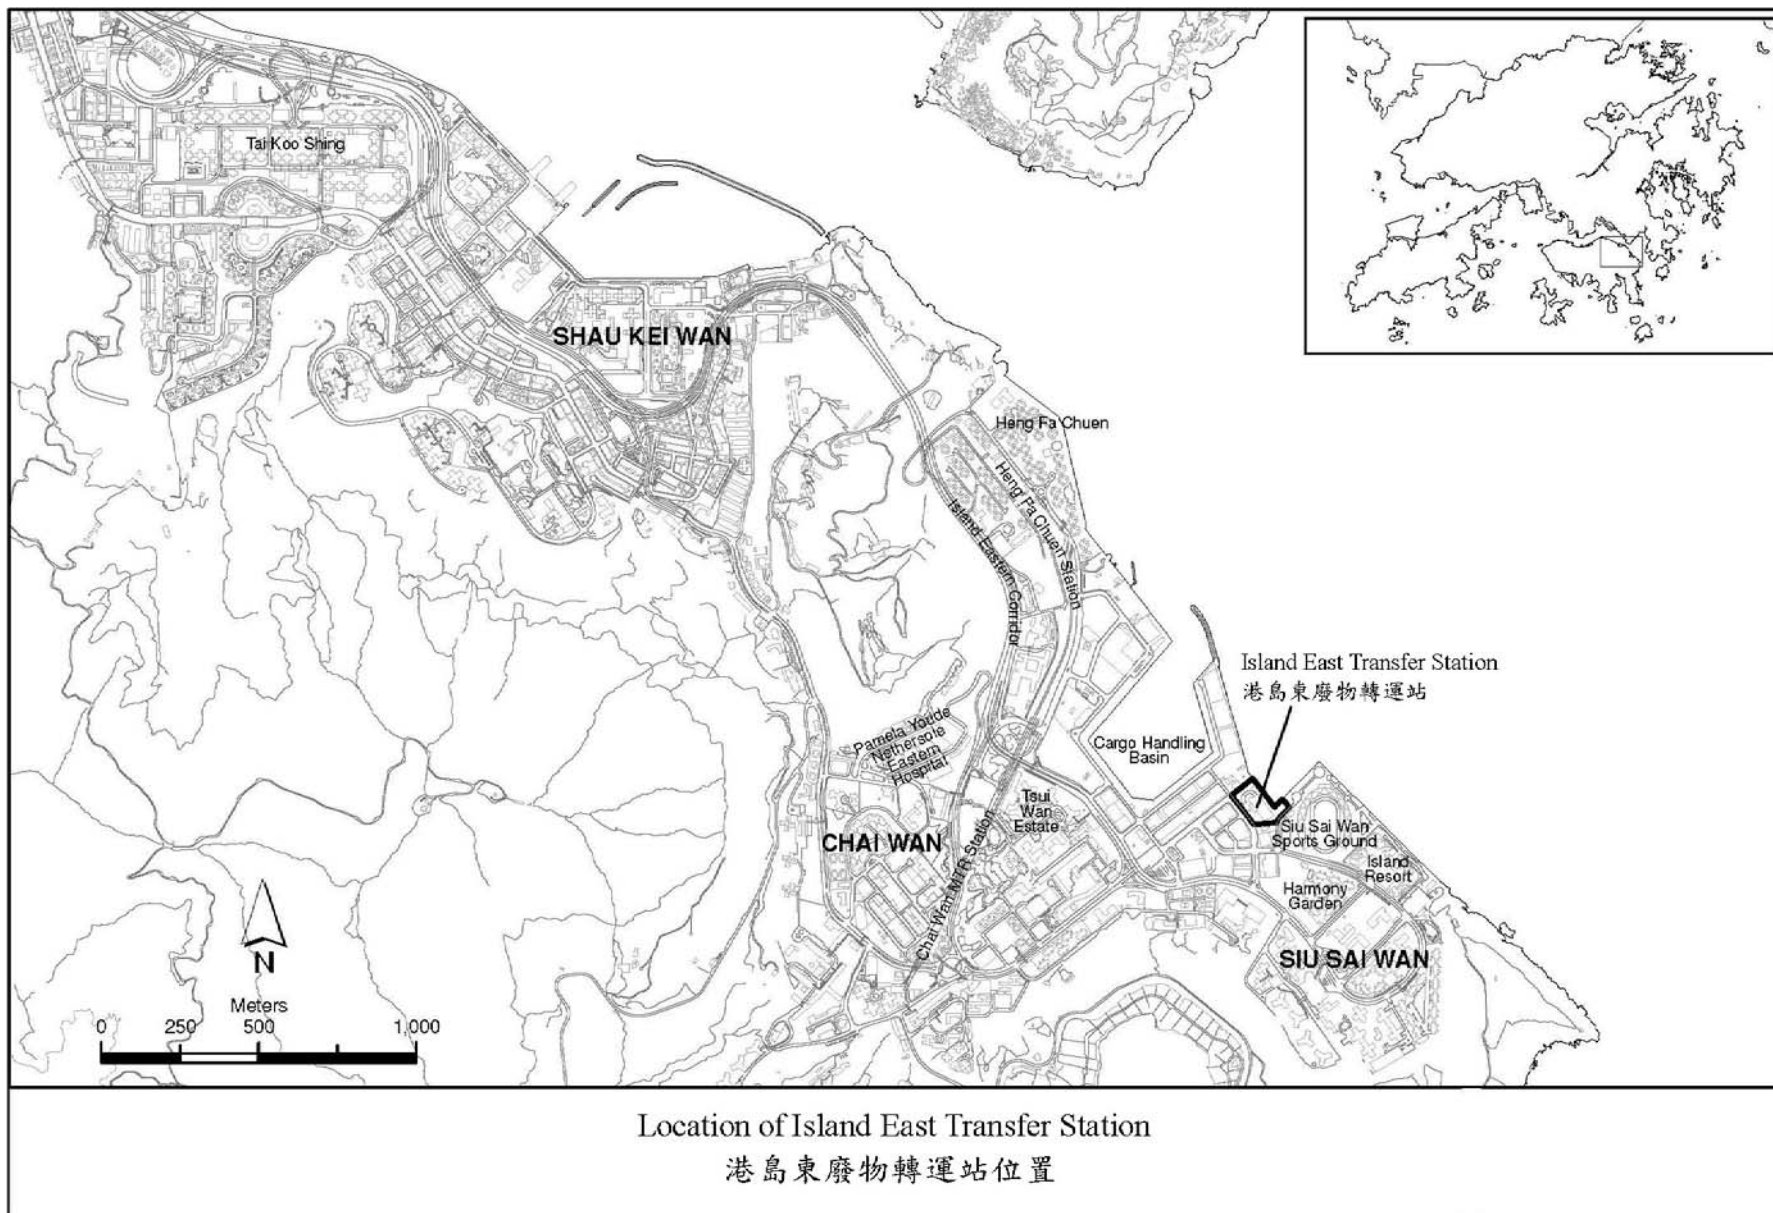 Tai Koo Shing
SHAU KEI WAN
Heng Fa Chuen
Heng Fa Chuen Station
Island Eastern Corridor
Island East Transfer Station
港島東廢物轉運站
Pamela Youde
Nethersole
Eastern
Hospital
Cargo Handling
Basin
Tsui
Wan
Estate
CHAI WAN
Chai Wan MTR Station
Siu Sai Wan
Sports Ground
Island
Resort
Harmony
Garden
SIU SAI WAN
N
Meters
0 250 500 1,000
Location of Island East Transfer Station
港島東廢物轉運站位置